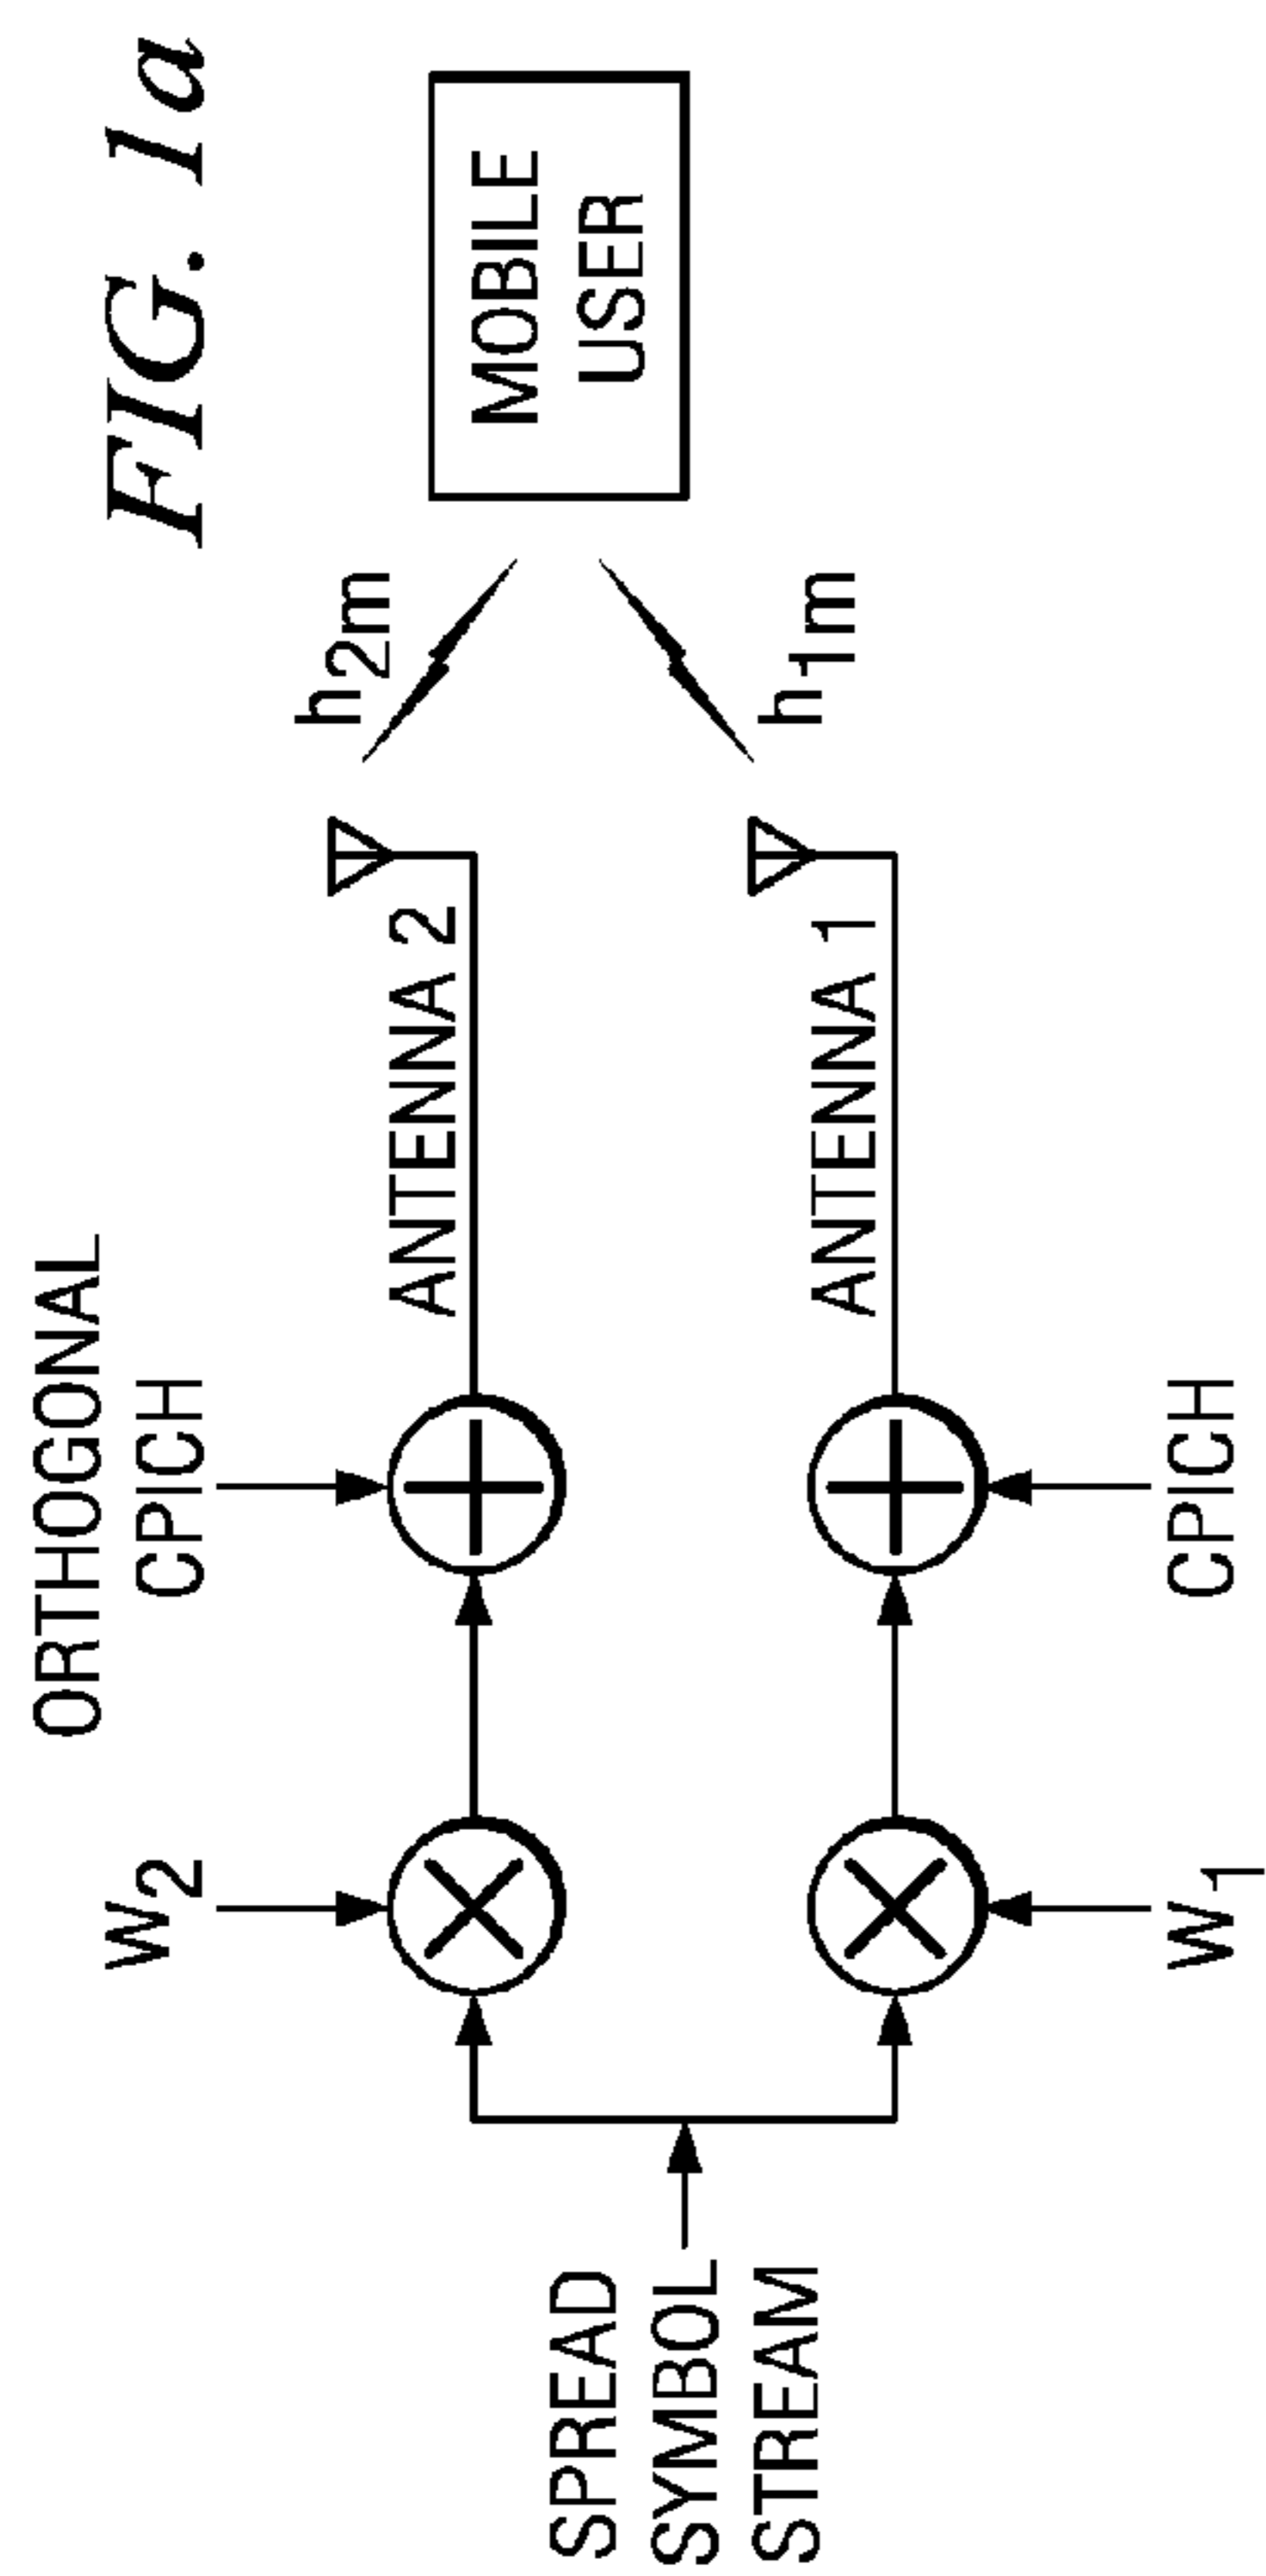 FIG. 1a
ORTHOGONAL
CPICH
W2
h2m
ANTENNA 2
MOBILE
USER
SPREAD
SYMBOL
STREAM
ANTENNA 1
h1m
W1
CPICH